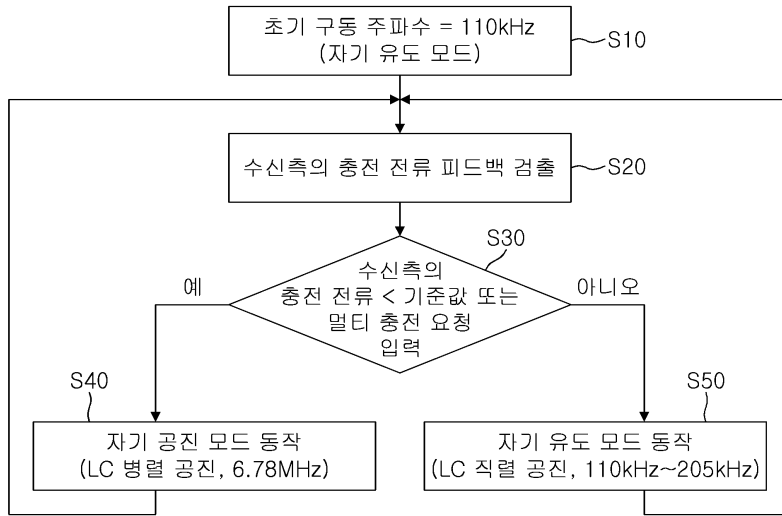 초기 구동 주파수 = 110kHz
(자기 유도 모드)
S10
수신측의 충전 전류 피드백 검출
S20
S30
수신측의
충전 전류 < 기준값 또는
멀티 충전 요청
입력
예
아니오
S40
자기 공진 모드 동작
(LC 병렬 공진, 6.78MHz)
S50
자기 유도 모드 동작
(LC 직렬 공진, 110kHz~205kHz)